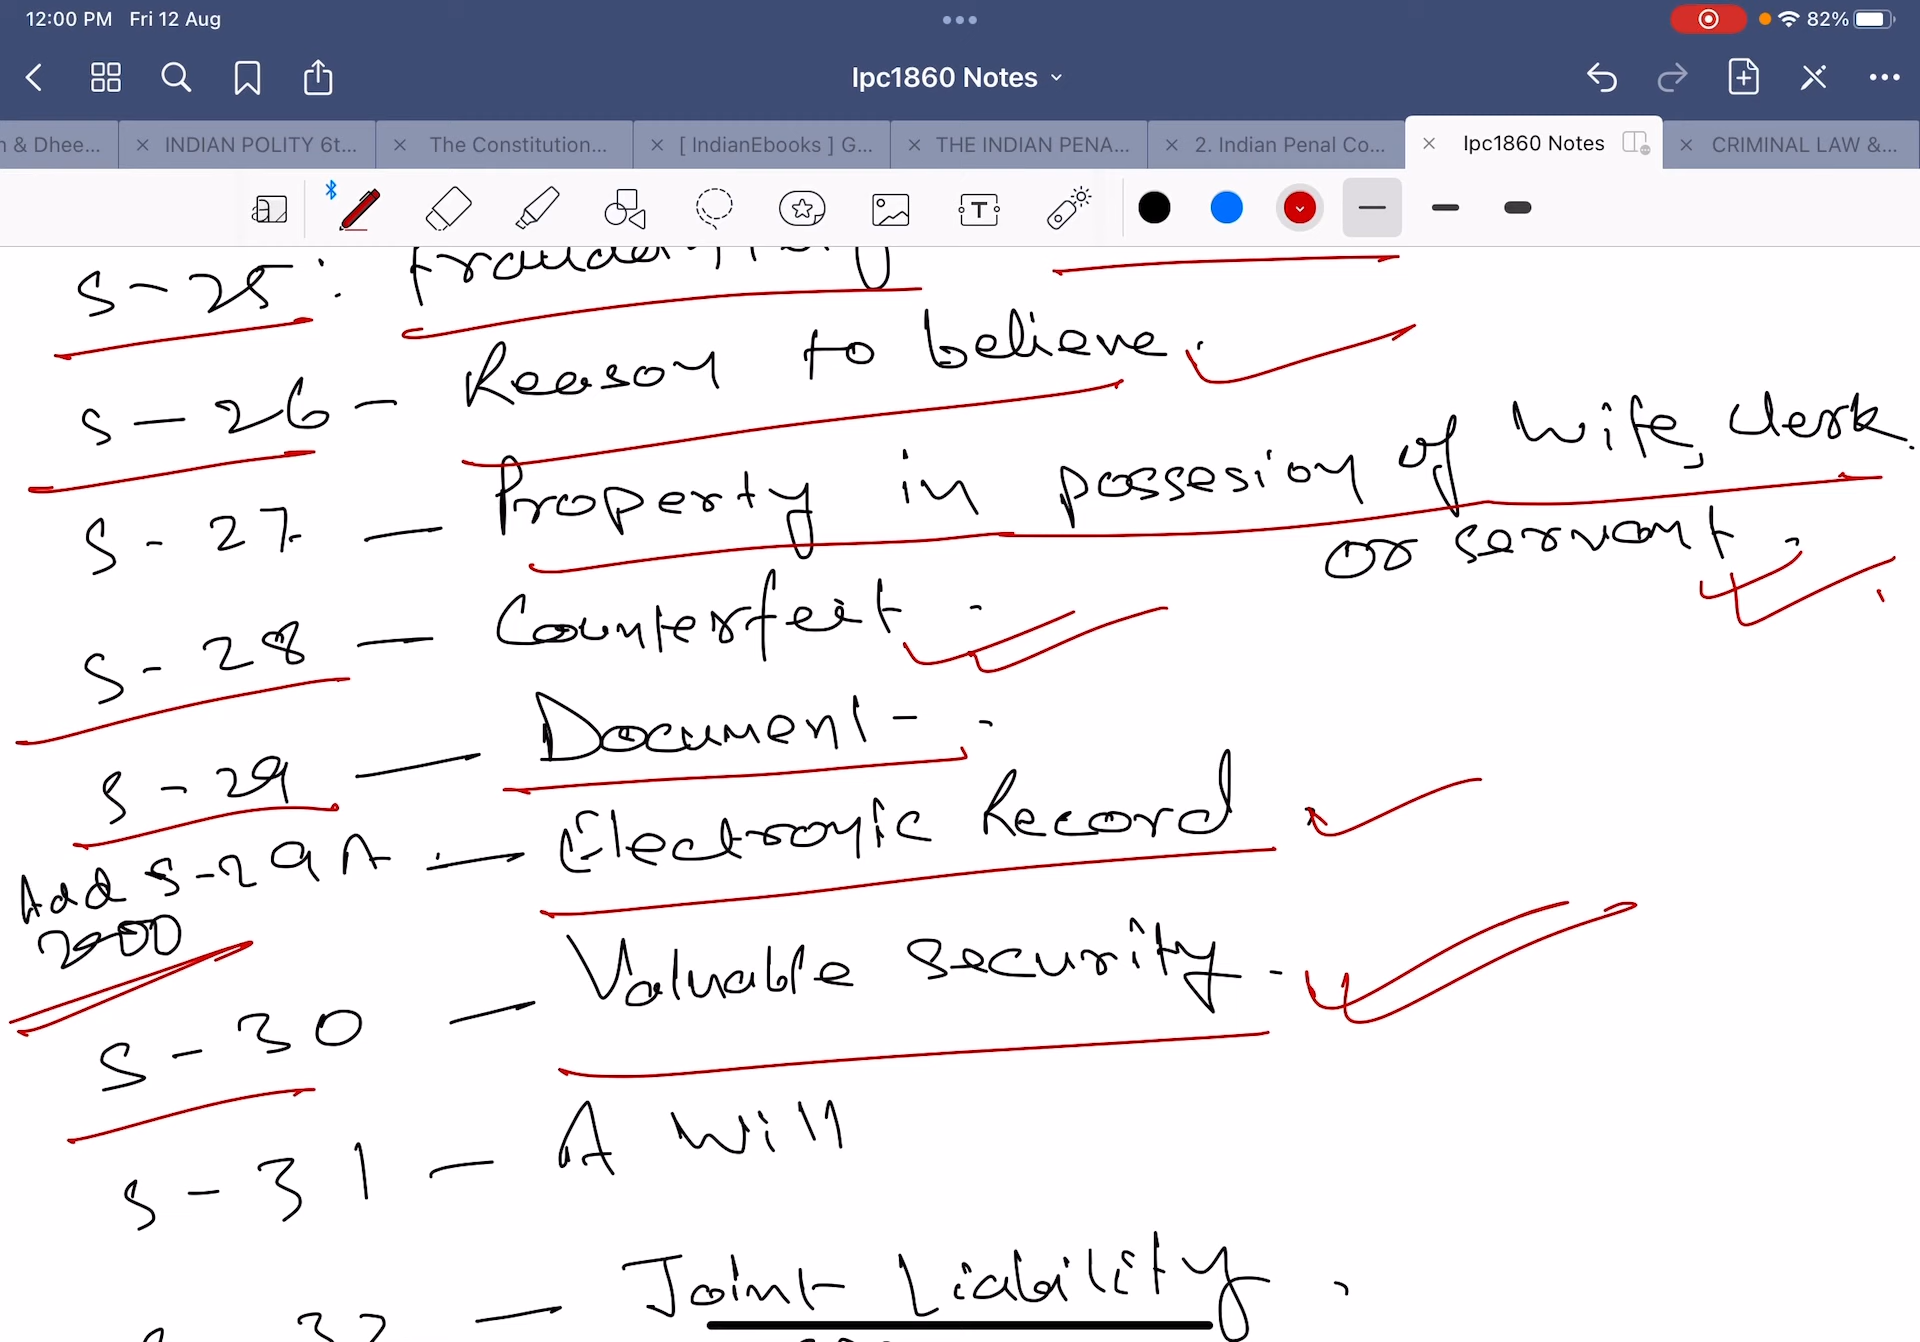 12:00 PM Fri 12 Aug
82%
Ipc1860 Notes
n & Dhee...
INDIAN POLITY 6t...
The Constitution...
[ IndianEbooks ] G...
THE INDIAN PENA...
2. Indian Penal Co...
Ipc1860 Notes
CRIMINAL LAW &...
S-25:
S-26- Reason to believe.
S-27 - Property in possesion of wife, clerk
or servant.
S-28 - Counterfeit.
S-29 - Document-.
Add S-29A - Electronic Record
2000
S-30 - Valuable security.
S-31 - A Will
Joint Liability.